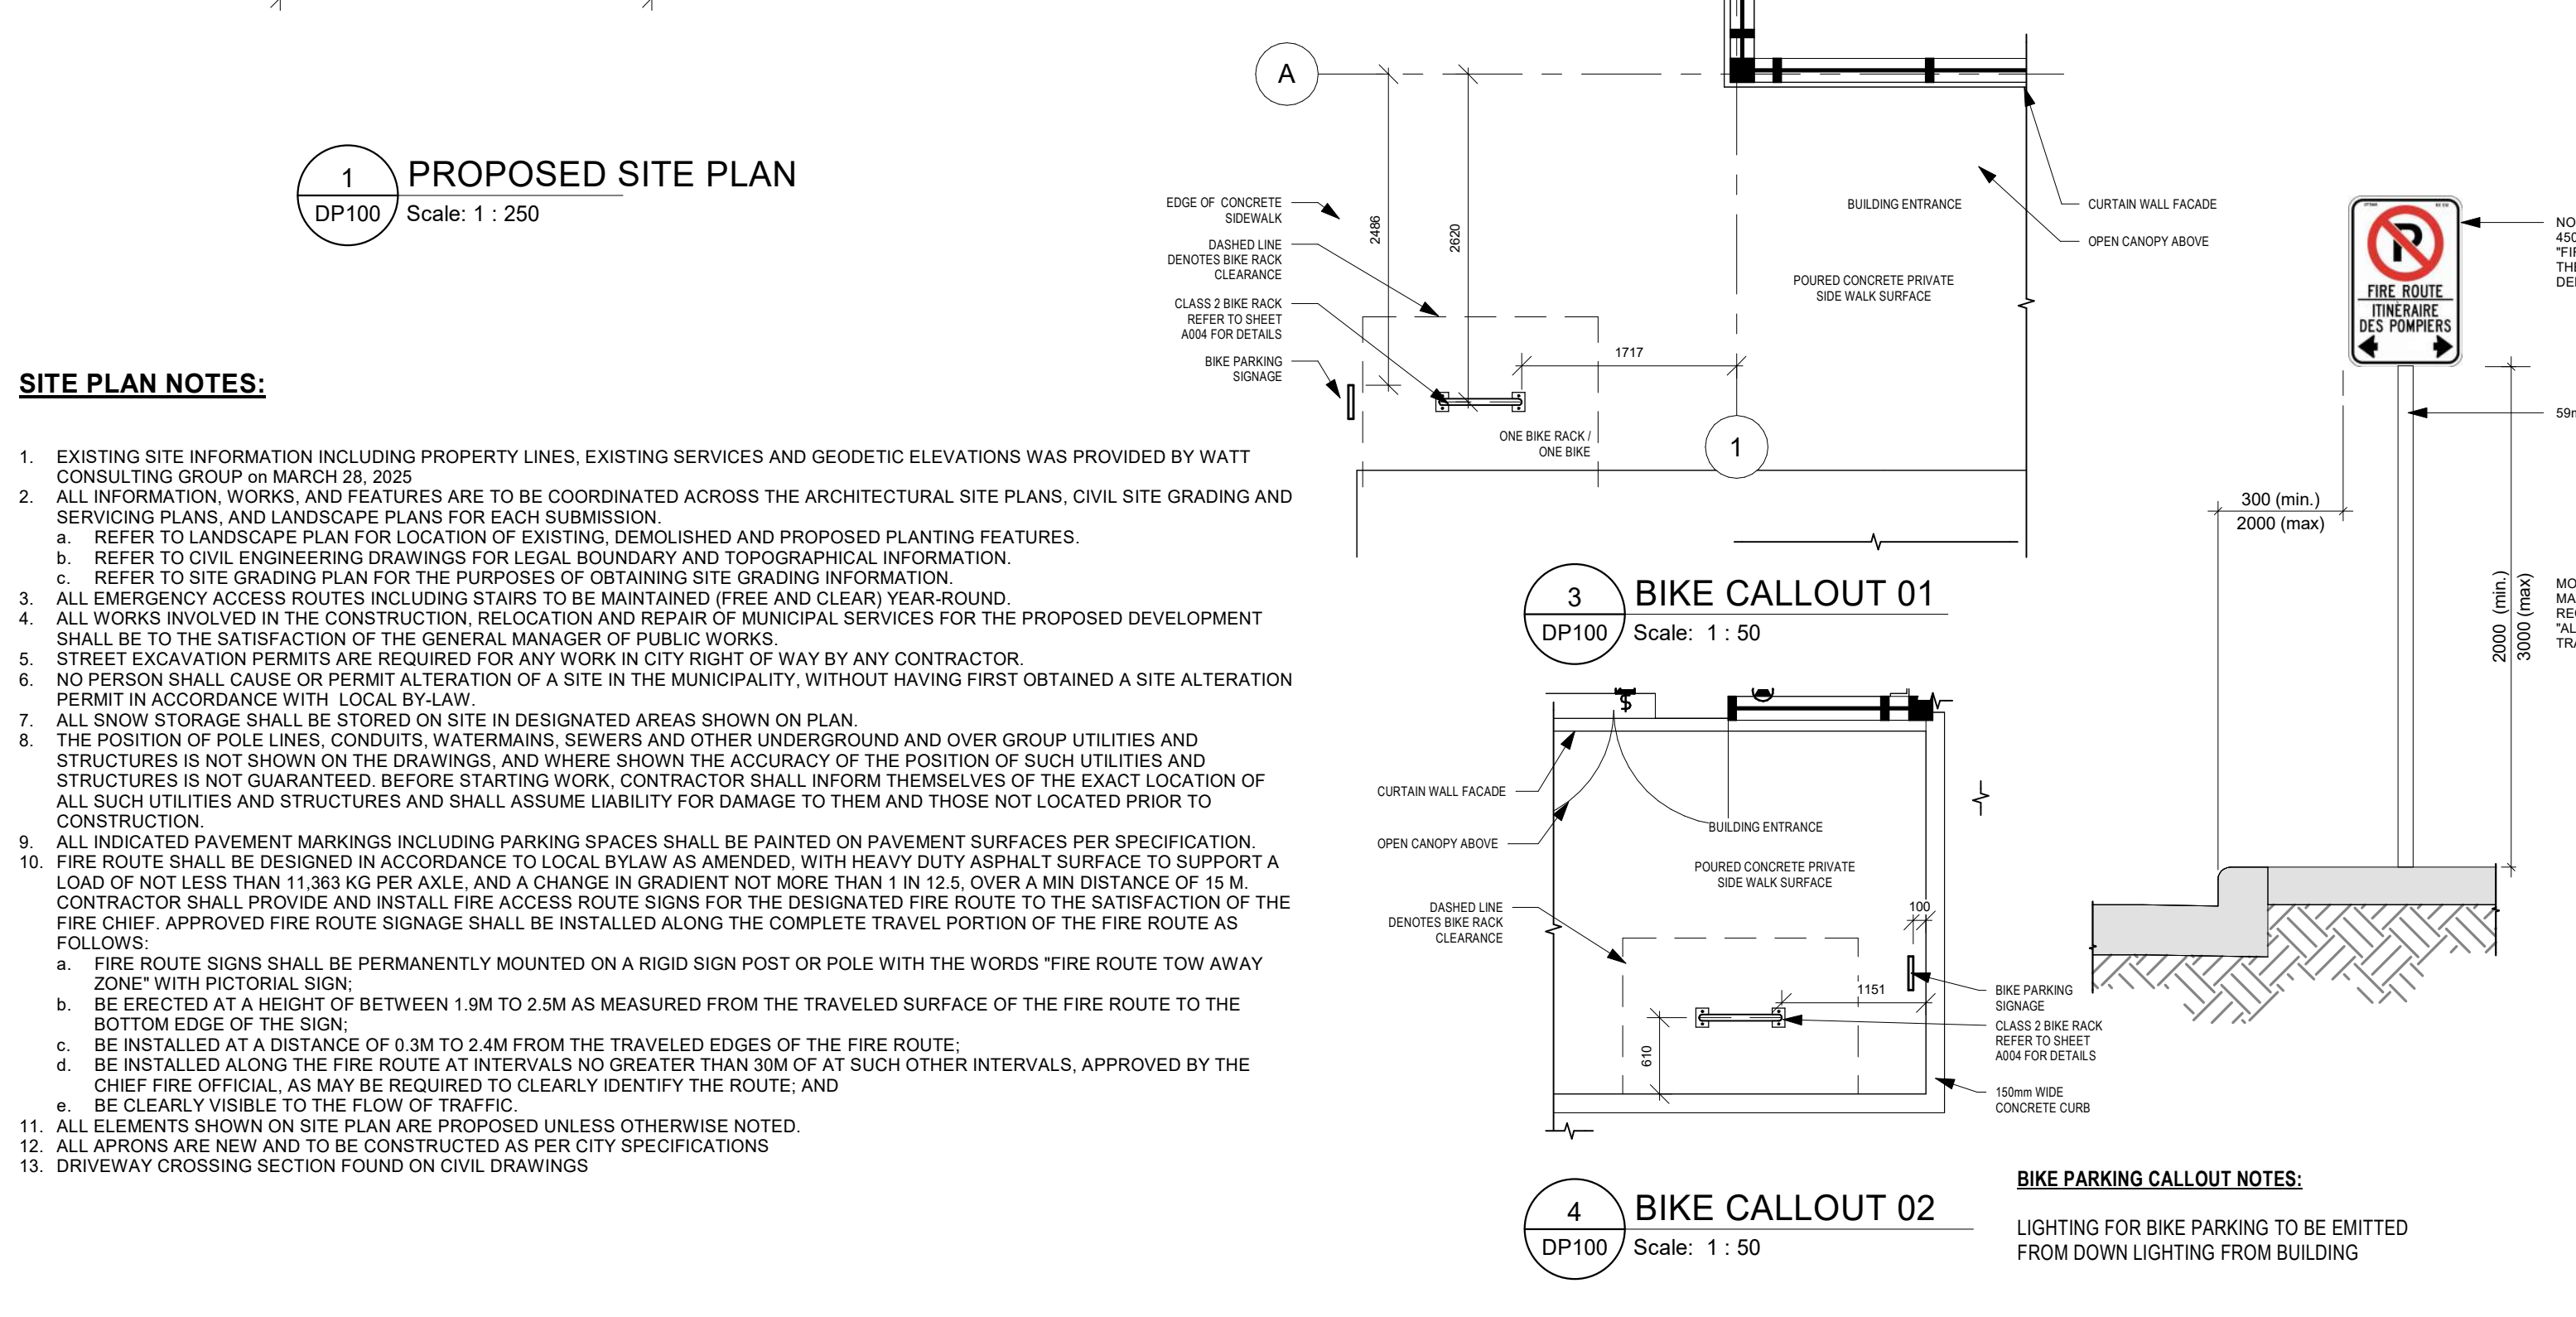 1
DP100
PROPOSED SITE PLAN
Scale: 1 : 250
SITE PLAN NOTES:
1. EXISTING SITE INFORMATION INCLUDING PROPERTY LINES, EXISTING SERVICES AND GEODETIC ELEVATIONS WAS PROVIDED BY WATT
CONSULTING GROUP on MARCH 28, 2025
2. ALL INFORMATION, WORKS, AND FEATURES ARE TO BE COORDINATED ACROSS THE ARCHITECTURAL SITE PLANS, CIVIL SITE GRADING AND
SERVICING PLANS, AND LANDSCAPE PLANS FOR EACH SUBMISSION.
a. REFER TO LANDSCAPE PLAN FOR LOCATION OF EXISTING, DEMOLISHED AND PROPOSED PLANTING FEATURES.
b. REFER TO CIVIL ENGINEERING DRAWINGS FOR LEGAL BOUNDARY AND TOPOGRAPHICAL INFORMATION.
c. REFER TO SITE GRADING PLAN FOR THE PURPOSES OF OBTAINING SITE GRADING INFORMATION.
3. ALL EMERGENCY ACCESS ROUTES INCLUDING STAIRS TO BE MAINTAINED (FREE AND CLEAR) YEAR-ROUND.
4. ALL WORKS INVOLVED IN THE CONSTRUCTION, RELOCATION AND REPAIR OF MUNICIPAL SERVICES FOR THE PROPOSED DEVELOPMENT
SHALL BE TO THE SATISFACTION OF THE GENERAL MANAGER OF PUBLIC WORKS.
5. STREET EXCAVATION PERMITS ARE REQUIRED FOR ANY WORK IN CITY RIGHT OF WAY BY ANY CONTRACTOR.
6. NO PERSON SHALL CAUSE OR PERMIT ALTERATION OF A SITE IN THE MUNICIPALITY, WITHOUT HAVING FIRST OBTAINED A SITE ALTERATION
PERMIT IN ACCORDANCE WITH LOCAL BY-LAW.
7. ALL SNOW STORAGE SHALL BE STORED ON SITE IN DESIGNATED AREAS SHOWN ON PLAN.
8. THE POSITION OF POLE LINES, CONDUITS, WATERMAINS, SEWERS AND OTHER UNDERGROUND AND OVER GROUP UTILITIES AND
STRUCTURES IS NOT SHOWN ON THE DRAWINGS, AND WHERE SHOWN THE ACCURACY OF THE POSITION OF SUCH UTILITIES AND
STRUCTURES IS NOT GUARANTEED. BEFORE STARTING WORK, CONTRACTOR SHALL INFORM THEMSELVES OF THE EXACT LOCATION OF
ALL SUCH UTILITIES AND STRUCTURES AND SHALL ASSUME LIABILITY FOR DAMAGE TO THEM AND THOSE NOT LOCATED PRIOR TO
CONSTRUCTION.
9. ALL INDICATED PAVEMENT MARKINGS INCLUDING PARKING SPACES SHALL BE PAINTED ON PAVEMENT SURFACES PER SPECIFICATION.
10. FIRE ROUTE SHALL BE DESIGNED IN ACCORDANCE TO LOCAL BYLAW AS AMENDED, WITH HEAVY DUTY ASPHALT SURFACE TO SUPPORT A
LOAD OF NOT LESS THAN 11,363 KG PER AXLE, AND A CHANGE IN GRADIENT NOT MORE THAN 1 IN 12.5, OVER A MIN DISTANCE OF 15 M.
CONTRACTOR SHALL PROVIDE AND INSTALL FIRE ACCESS ROUTE SIGNS FOR THE DESIGNATED FIRE ROUTE TO THE SATISFACTION OF THE
FIRE CHIEF. APPROVED FIRE ROUTE SIGNAGE SHALL BE INSTALLED ALONG THE COMPLETE TRAVEL PORTION OF THE FIRE ROUTE AS
FOLLOWS:
a. FIRE ROUTE SIGNS SHALL BE PERMANENTLY MOUNTED ON A RIGID SIGN POST OR POLE WITH THE WORDS "FIRE ROUTE TOW AWAY
ZONE" WITH PICTORIAL SIGN;
b. BE ERECTED AT A HEIGHT OF BETWEEN 1.9M TO 2.5M AS MEASURED FROM THE TRAVELED SURFACE OF THE FIRE ROUTE TO THE
BOTTOM EDGE OF THE SIGN;
c. BE INSTALLED AT A DISTANCE OF 0.3M TO 2.4M FROM THE TRAVELED EDGES OF THE FIRE ROUTE;
d. BE INSTALLED ALONG THE FIRE ROUTE AT INTERVALS NO GREATER THAN 30M OF AT SUCH OTHER INTERVALS, APPROVED BY THE
CHIEF FIRE OFFICIAL, AS MAY BE REQUIRED TO CLEARLY IDENTIFY THE ROUTE; AND
e. BE CLEARLY VISIBLE TO THE FLOW OF TRAFFIC.
11. ALL ELEMENTS SHOWN ON SITE PLAN ARE PROPOSED UNLESS OTHERWISE NOTED.
12. ALL APRONS ARE NEW AND TO BE CONSTRUCTED AS PER CITY SPECIFICATIONS
13. DRIVEWAY CROSSING SECTION FOUND ON CIVIL DRAWINGS
A
EDGE OF CONCRETE
SIDEWALK
DASHED LINE
DENOTES BIKE RACK
CLEARANCE
CLASS 2 BIKE RACK
REFER TO SHEET
A004 FOR DETAILS
BIKE PARKING
SIGNAGE
2486
2620
1717
BUILDING ENTRANCE
POURED CONCRETE PRIVATE
SIDE WALK SURFACE
CURTAIN WALL FACADE
OPEN CANOPY ABOVE
ONE BIKE RACK /
ONE BIKE
1
3
DP100
BIKE CALLOUT 01
Scale: 1 : 50
$
CURTAIN WALL FACADE
OPEN CANOPY ABOVE
BUILDING ENTRANCE
POURED CONCRETE PRIVATE
SIDE WALK SURFACE
DASHED LINE
DENOTES BIKE RACK
CLEARANCE
100
1151
610
BIKE PARKING
SIGNAGE
CLASS 2 BIKE RACK
REFER TO SHEET
A004 FOR DETAILS
150mm WIDE
CONCRETE CURB
4
DP100
BIKE CALLOUT 02
Scale: 1 : 50
BIKE PARKING CALLOUT NOTES:
LIGHTING FOR BIKE PARKING TO BE EMITTED
FROM DOWN LIGHTING FROM BUILDING
P
FIRE ROUTE
ITINÉRAIRE
DES POMPIERS
300 (min.)
2000 (max)
2000 (min.)
3000 (max)
NO
450
"FI
THE
DE
59m
MO
MA
RE
"AL
TRA